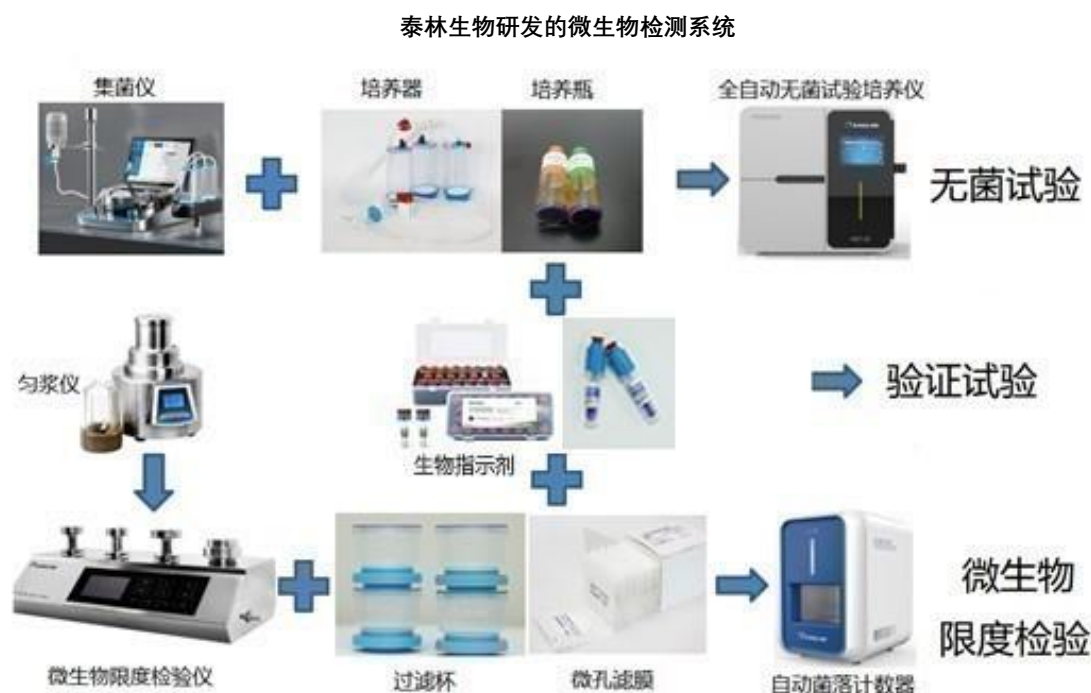 泰林生物研发的微生物检测系统
集菌仪
培养器
培养瓶
全自动无菌试验培养仪
无菌试验
匀浆仪
生物指示剂
验证试验
微生物
限度检验
微生物限度检验仪
过滤杯
微孔滤膜
自动菌落计数器